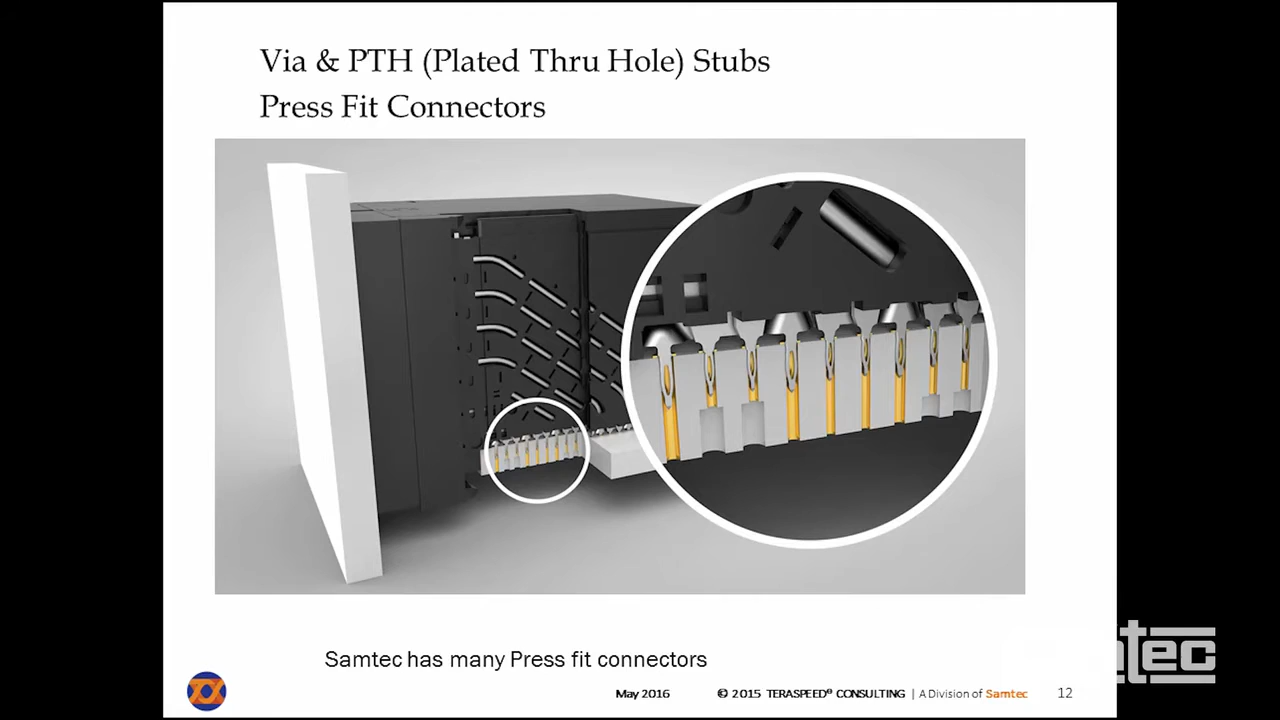 Via & PTH (Plated Thru Hole) Stubs
Press Fit Connectors
Samtec has many Press fit connectors
May 2016
© 2015 TERASPEED® CONSULTING | A Division of Samtec
12